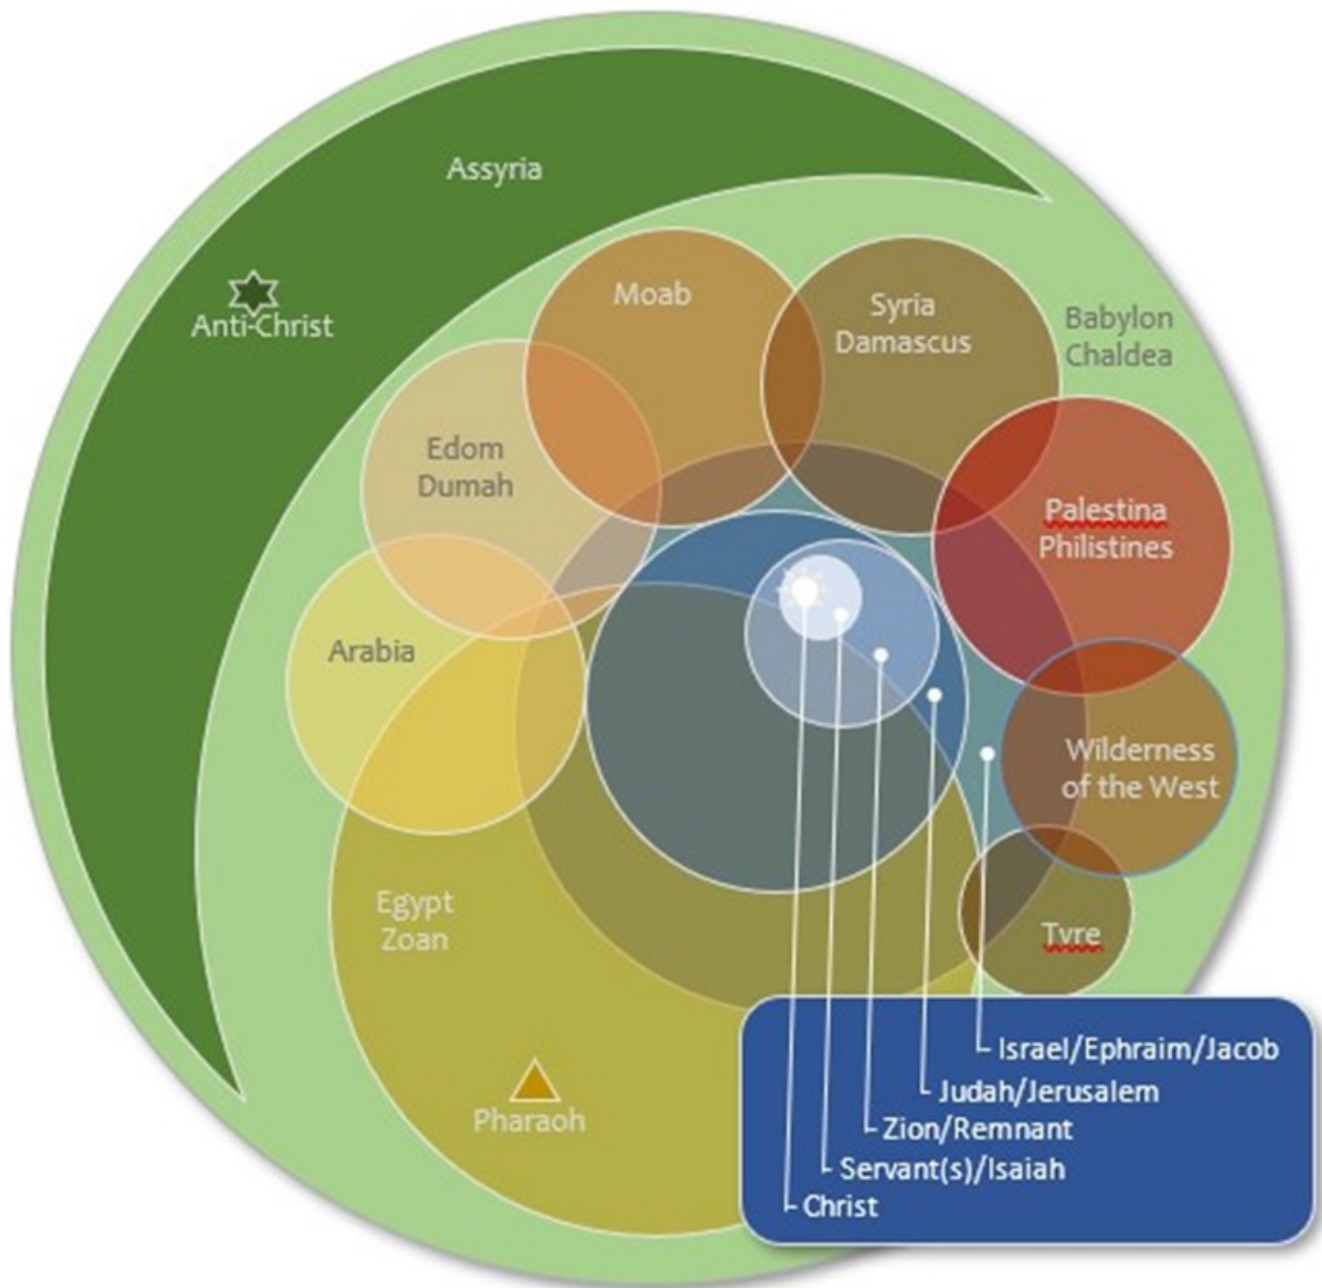 Assyria
Anti-Christ
Moab
Syria
Damascus
Babylon
Chaldea
Edom
Dumah
Palestina
Philistines
Arabia
Wilderness
of the West
Egypt
Zoan
Tyre
Pharaoh
Israel/Ephraim/Jacob
Judah/Jerusalem
Zion/Remnant
Servant(s)/Isaiah
Christ